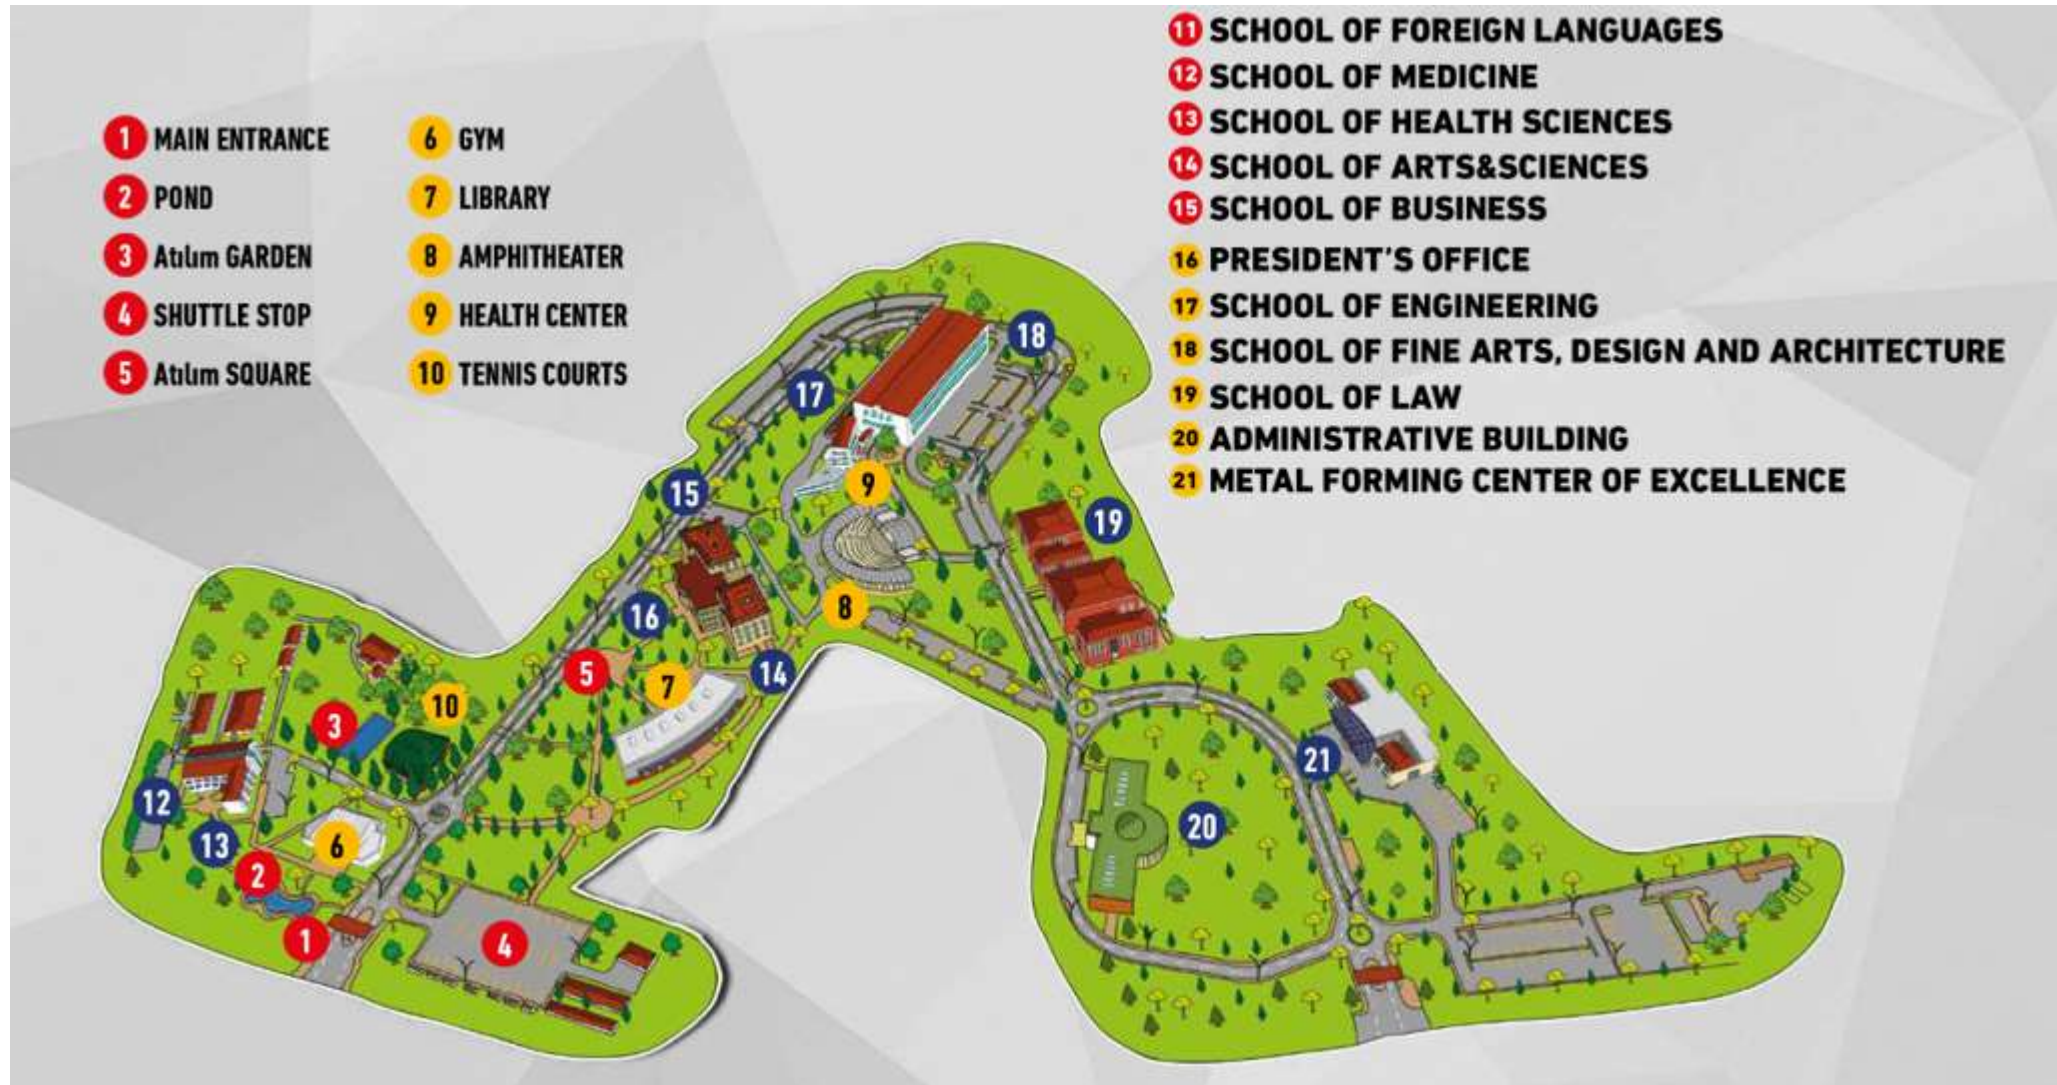 1 MAIN ENTRANCE
2 POND
3 Atılım GARDEN
4 SHUTTLE STOP
5 Atılım SQUARE
6 GYM
7 LIBRARY
8 AMPHITHEATER
9 HEALTH CENTER
10 TENNIS COURTS
11 SCHOOL OF FOREIGN LANGUAGES
12 SCHOOL OF MEDICINE
13 SCHOOL OF HEALTH SCIENCES
14 SCHOOL OF ARTS&SCIENCES
15 SCHOOL OF BUSINESS
16 PRESIDENT'S OFFICE
17 SCHOOL OF ENGINEERING
18 SCHOOL OF FINE ARTS, DESIGN AND ARCHITECTURE
19 SCHOOL OF LAW
20 ADMINISTRATIVE BUILDING
21 METAL FORMING CENTER OF EXCELLENCE
18
17
9
15
19
8
16
5
7
14
3
10
21
12
13
6
20
2
1
4